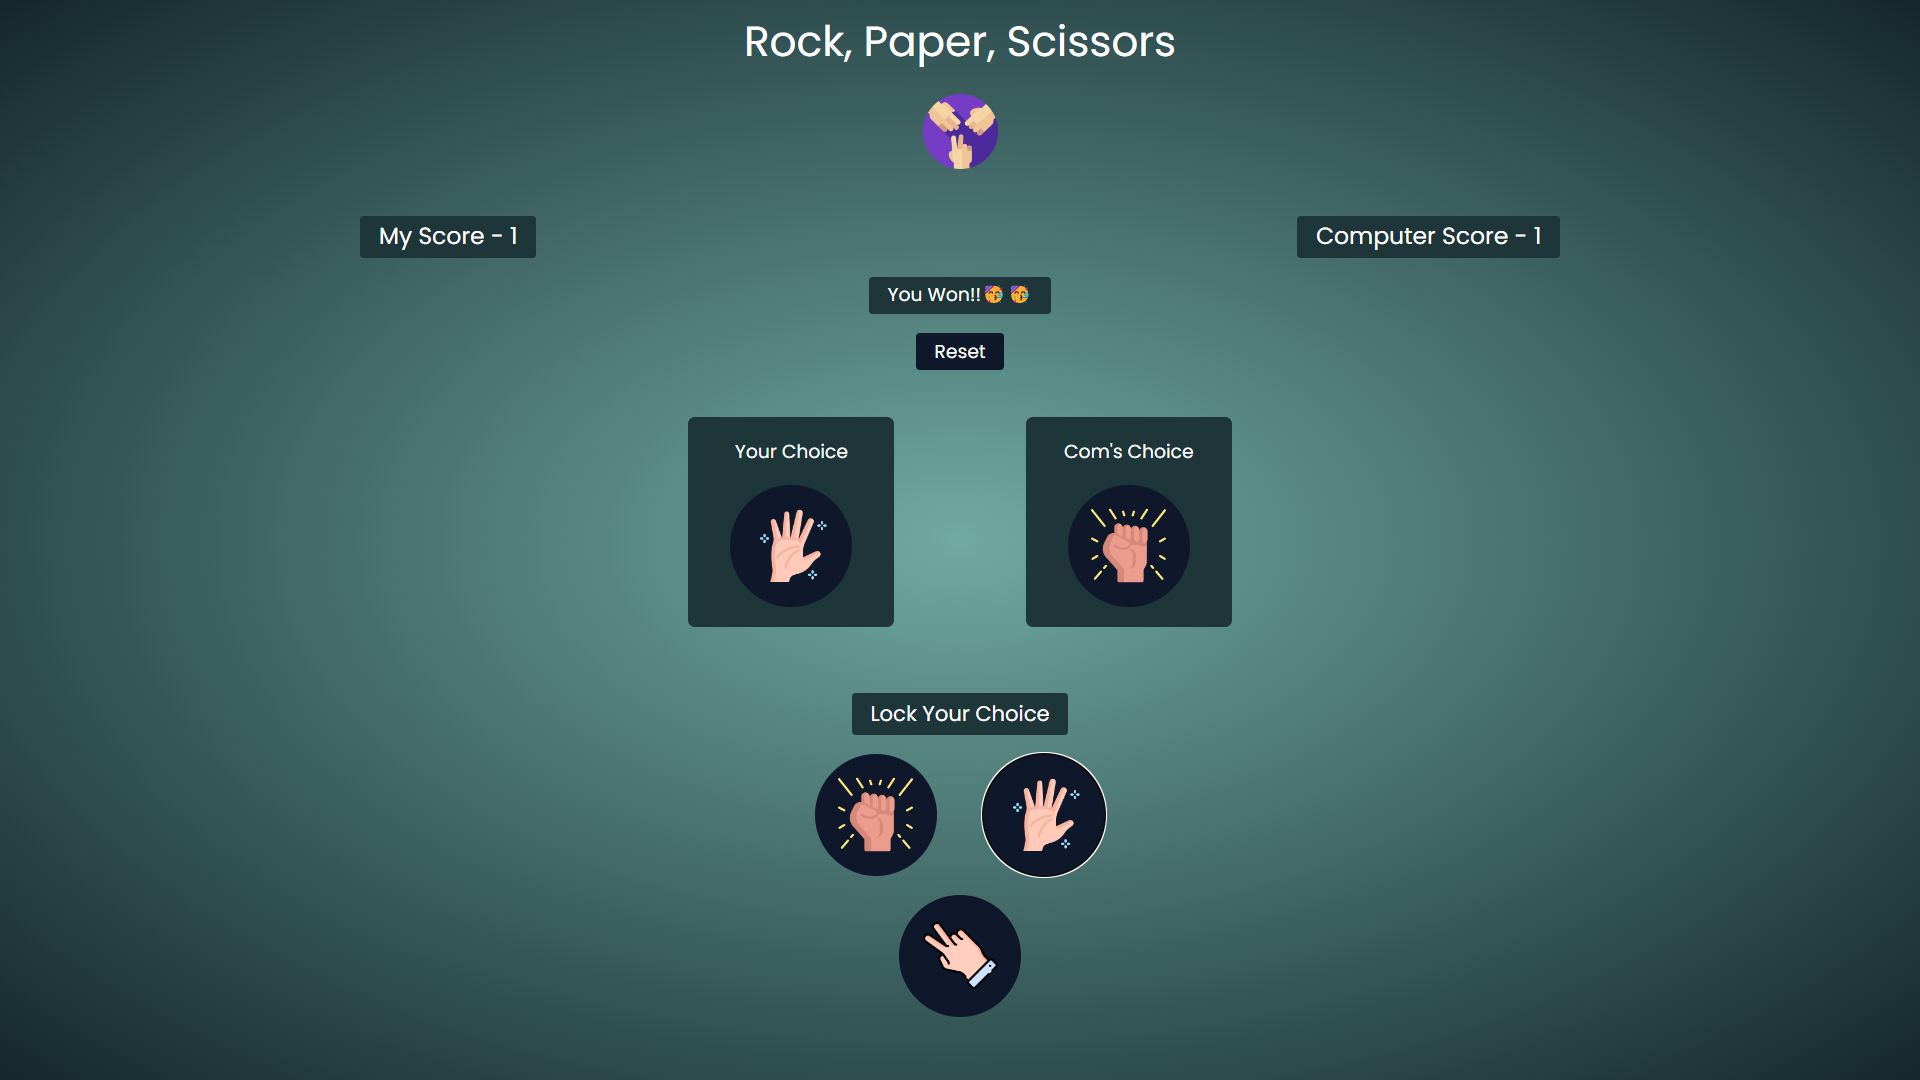 Rock, Paper, Scissors
My Score - 1
Computer Score - 1
You Won!!🥳 🥳
Reset
Your Choice
Com's Choice
Lock Your Choice